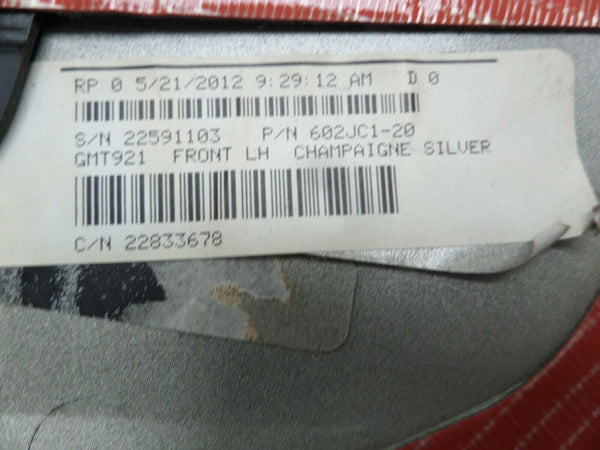 RP 0 5/21/2012 9:29:12 AM D 0
S/N 22591103 P/N 602JC1-20
GMT921 FRONT LH CHAMPAIGNE SILVER
C/N 22833678